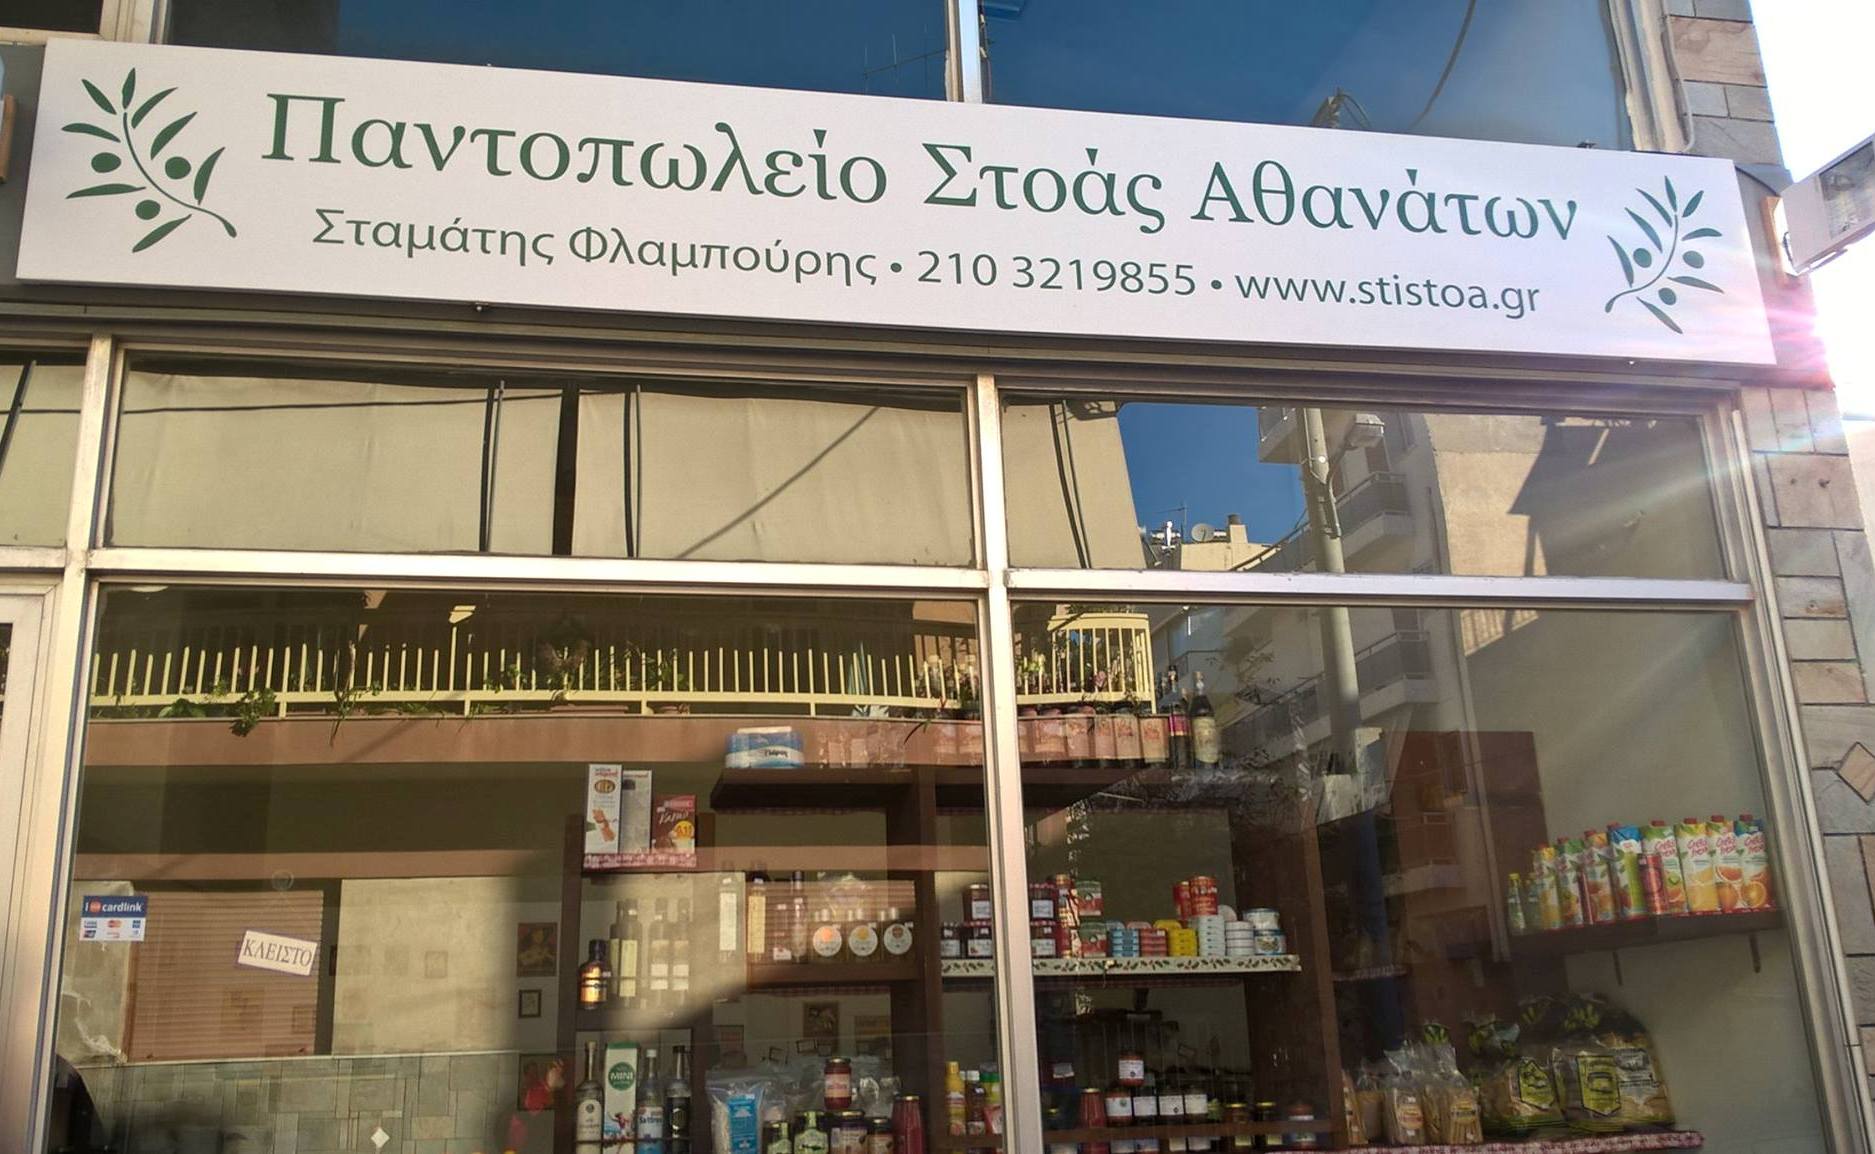 Παντοπωλείο Στοάς Αθανάτων
Σταμάτης Φλαμπούρης • 210 3219855 • www.stistoa.gr
cardlink
ΚΛΕΙΣΤΟ